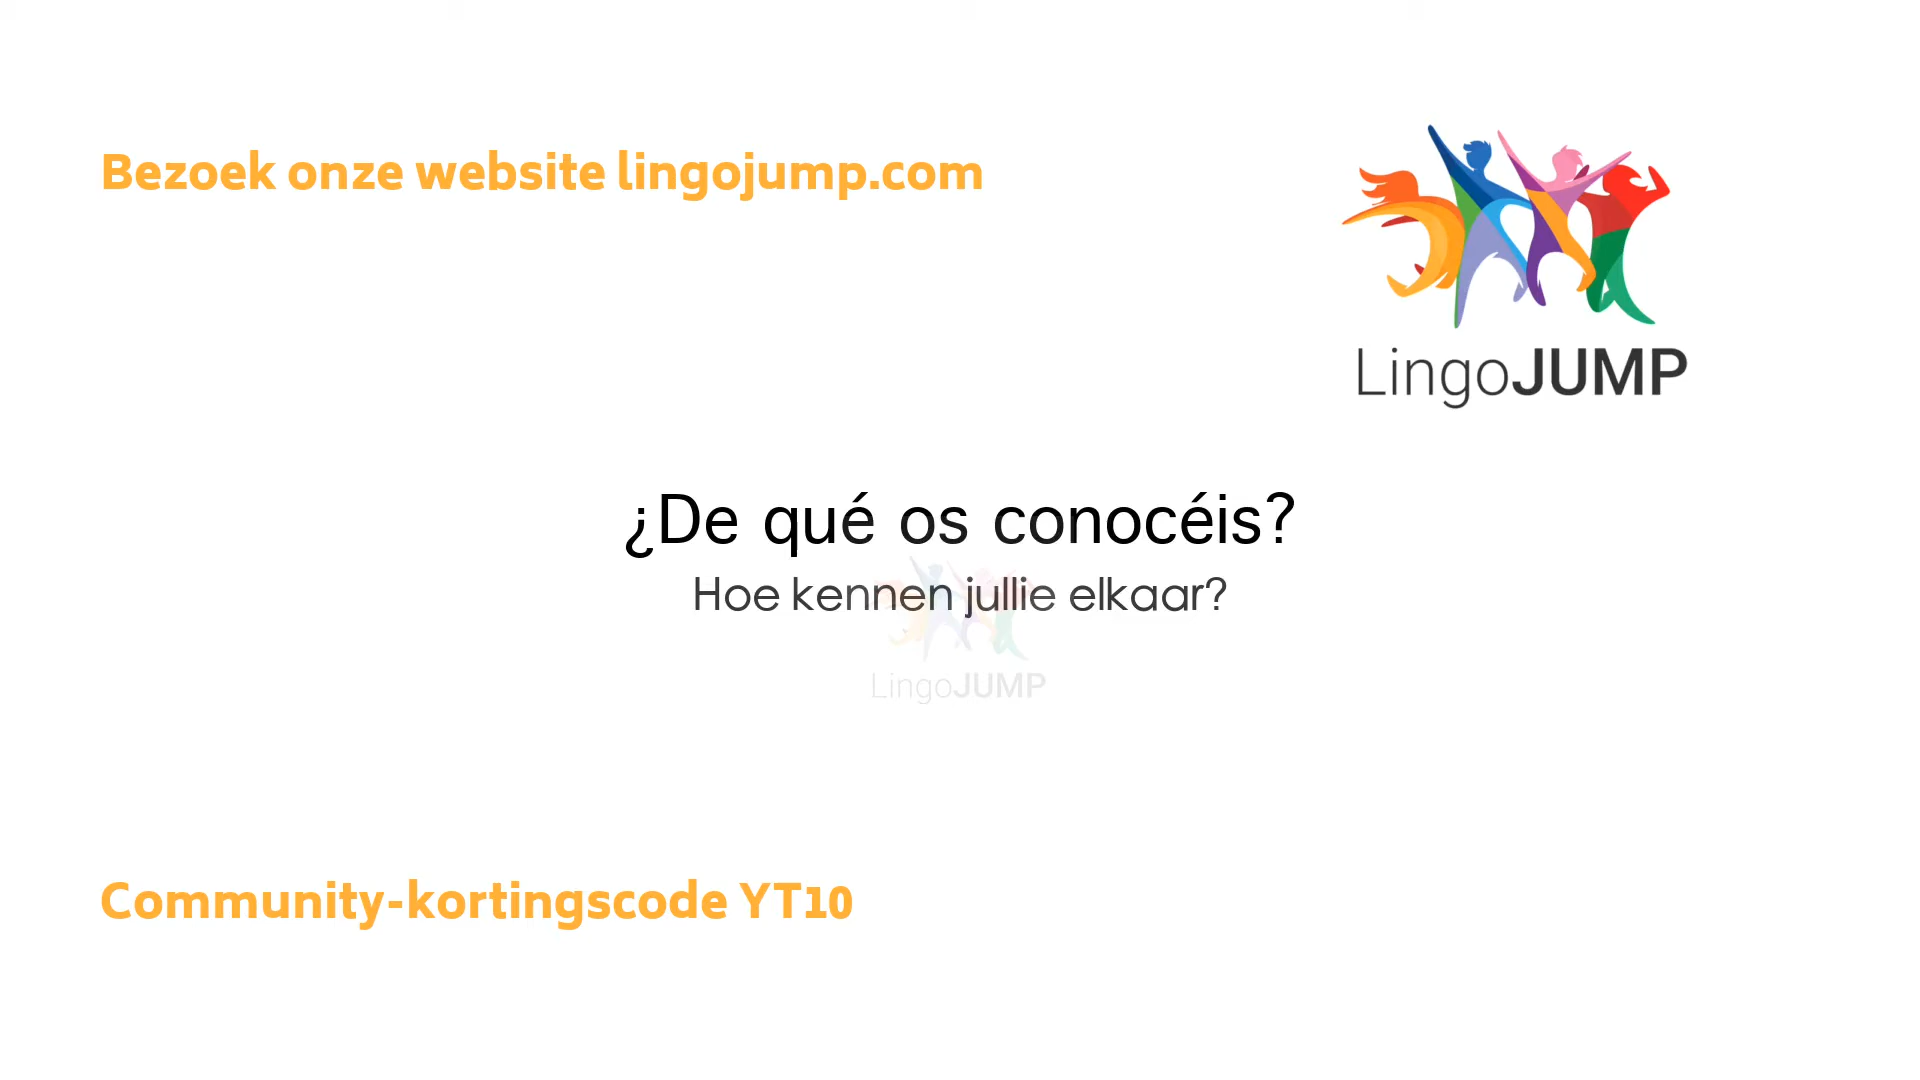 Bezoek onze website lingojump.com
LingoJUMP
¿De qué os conocéis?
Hoe kennen jullie elkaar?
LingoJUMP
Community-kortingscode YT10